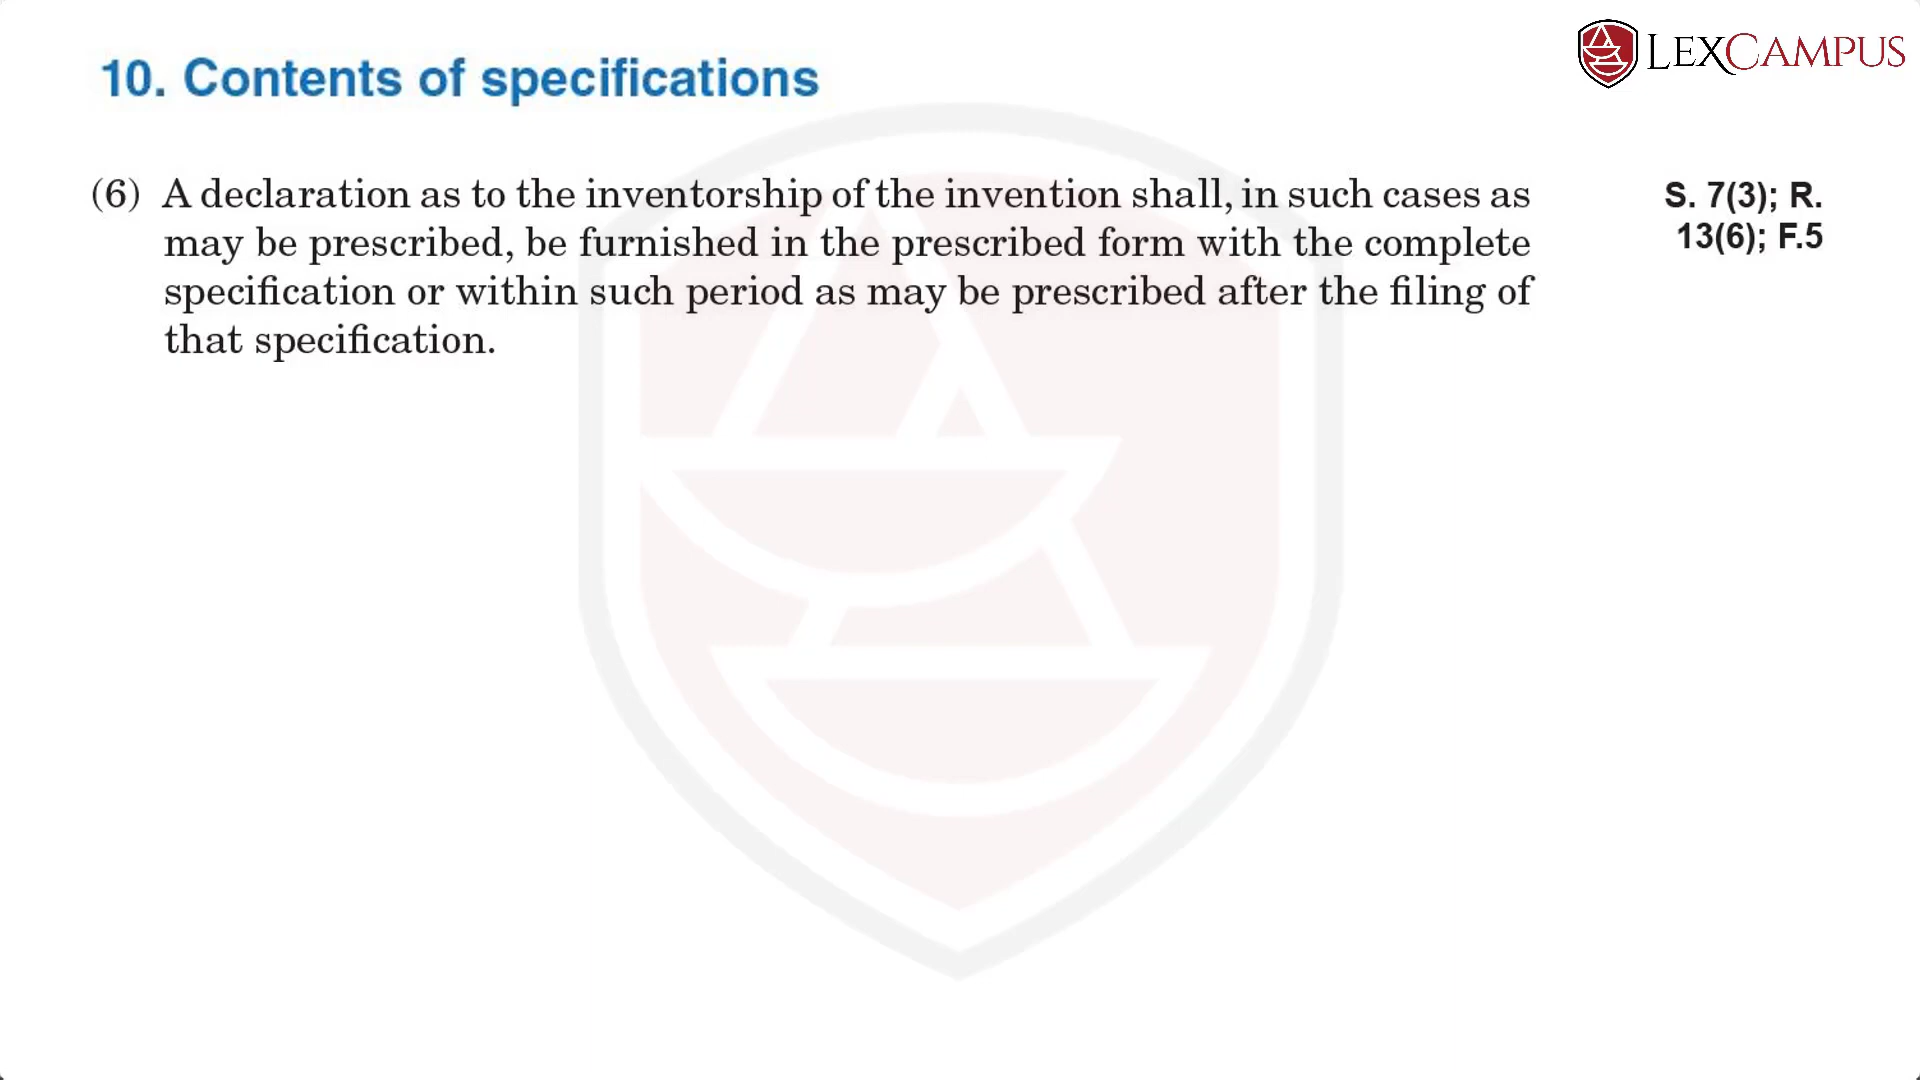 10. Contents of specifications
LEXCAMPUS
(6) A declaration as to the inventorship of the invention shall, in such cases as
may be prescribed, be furnished in the prescribed form with the complete
specification or within such period as may be prescribed after the filing of
that specification.
S. 7(3); R.
13(6); F.5